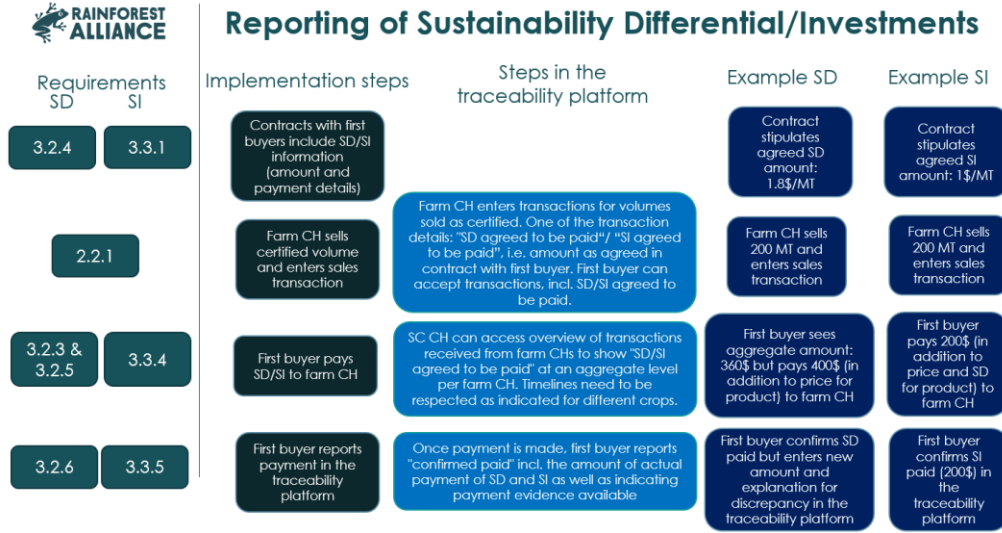 RAINFOREST
ALLIANCE
Reporting of Sustainability Differential/Investments
Requirements
SD SI
Implementation steps
Steps in the
traceability platform
Example SD
Example SI
3.2.4
3.3.1
Contracts with first
buyers include SD/SI
information
(amount and
payment details)
Contract
stipulates
agreed SD
amount:
1.8$/MT
Contract
stipulates
agreed SI
amount: 1$/MT
2.2.1
Farm CH sells
certified volume
and enters sales
transaction
Farm CH enters transactions for volumes
sold as certified. One of the transaction
details: "SD agreed to be paid“/ “SI agreed
to be paid”, i.e. amount as agreed in
contract with first buyer. First buyer can
accept transactions, incl. SD/SI agreed to
be paid.
Farm CH sells
200 MT and
enters sales
transaction
Farm CH sells
200 MT and
enters sales
transaction
3.2.3 &
3.2.5
3.3.4
First buyer pays
SD/SI to farm CH
SC CH can access overview of transactions
received from farm CHs to show "SD/SI
agreed to be paid" at an aggregate level
per farm CH. Timelines need to be
respected as indicated for different crops.
First buyer sees
aggregate amount:
360$ but pays 400$ (in
addition to price for
product) to farm CH
First buyer
pays 200$ (in
addition to
price and SD
for product) to
farm CH
3.2.6
3.3.5
First buyer reports
payment in the
traceability
platform
Once payment is made, first buyer reports
"confirmed paid" incl. the amount of actual
payment of SD and SI as well as indicating
payment evidence available
First buyer confirms SD
paid but enters new
amount and
explanation for
discrepancy in the
traceability platform
First buyer
confirms SI
paid (200$) in
the
traceability
platform